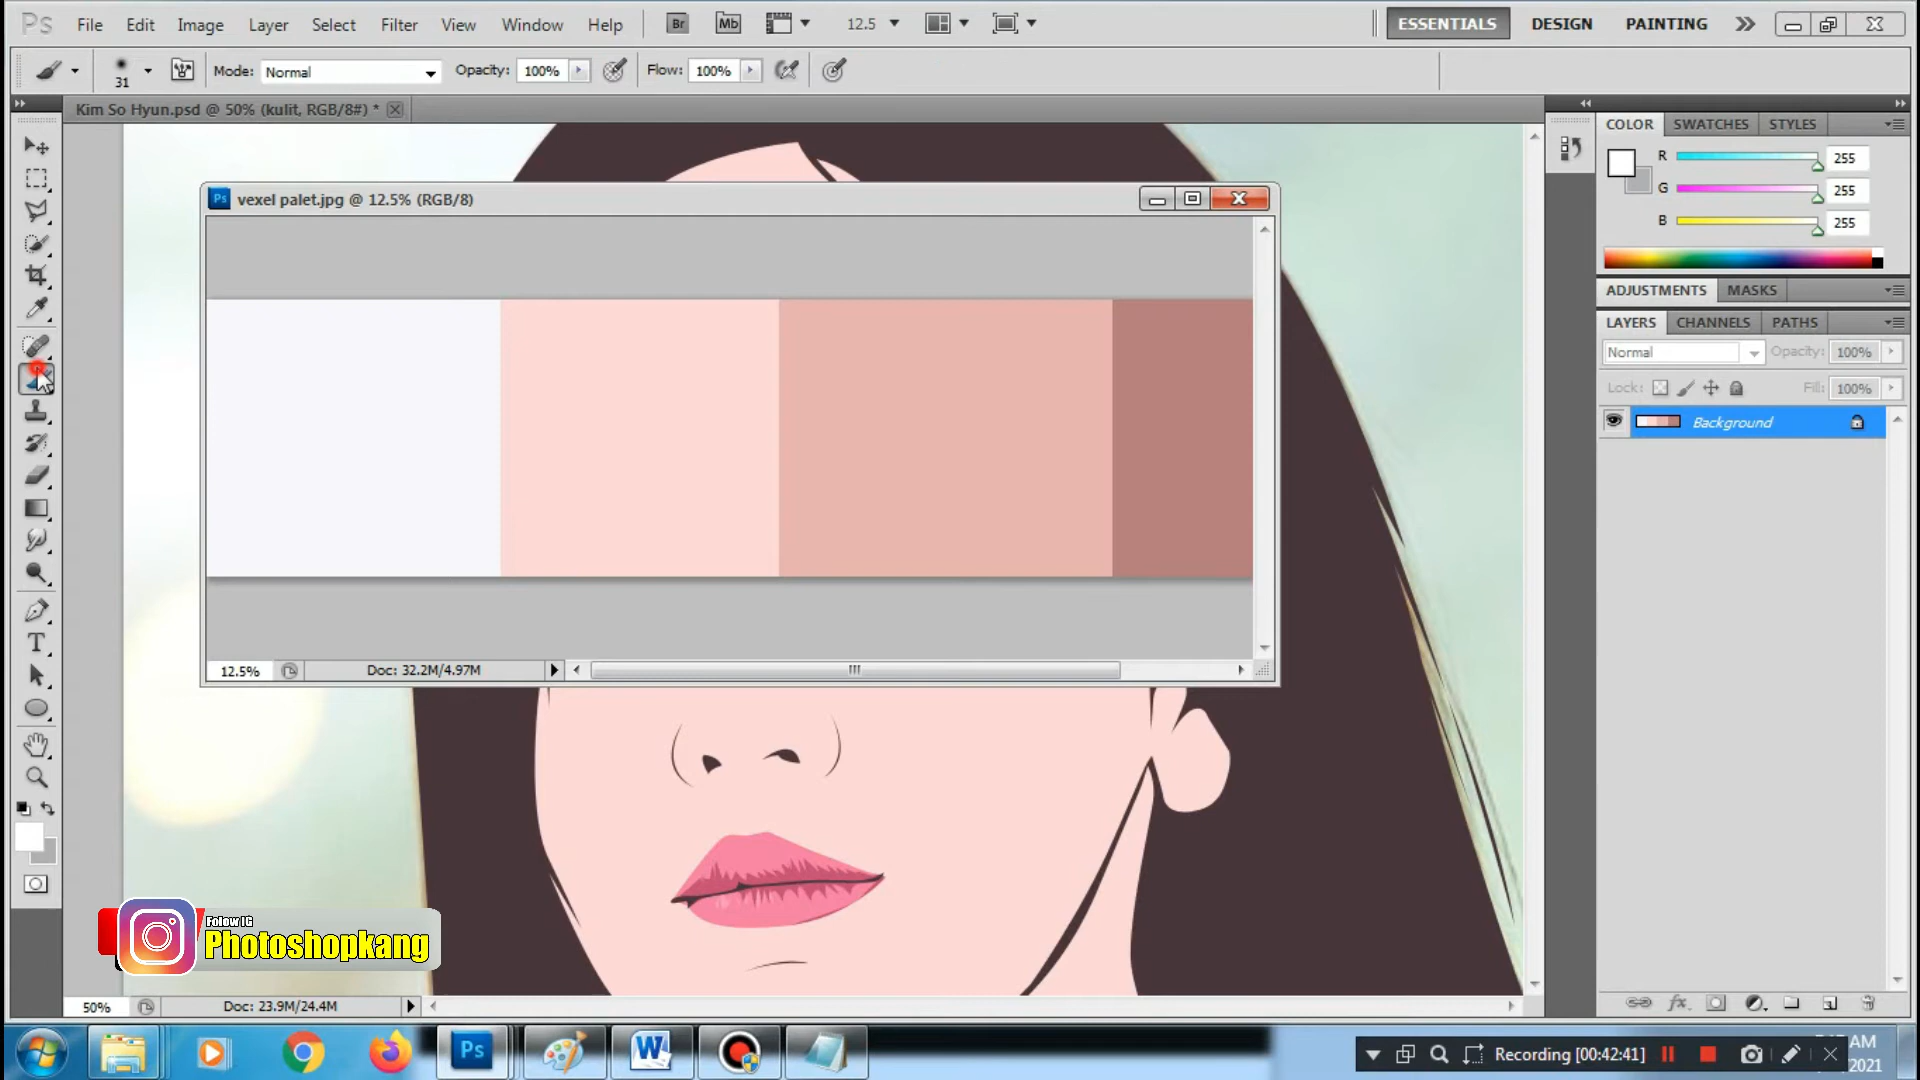 Ps File Edit Image Layer Select Filter Analysis View Window Help Br Mb 12.5 ESSENTIALS DESIGN PAINTING
31 Mode: Normal Opacity: 100% Flow: 100%
Kim So Hyun.psd @ 50% (kulit, RGB/8#) *
COLOR SWATCHES STYLES
R 255
G 255
B 255
Ps vexel palet.jpg @ 12.5% (RGB/8)
ADJUSTMENTS MASKS
LAYERS CHANNELS PATHS
Normal Opacity: 100%
Lock: Fill: 100%
Background
12.5% Doc: 32.2M/4.97M
T
Folow IG
Photoshopkang
50% Doc: 23.9M/24.4M
Ps W Recording [00:42:41] AM
/2021